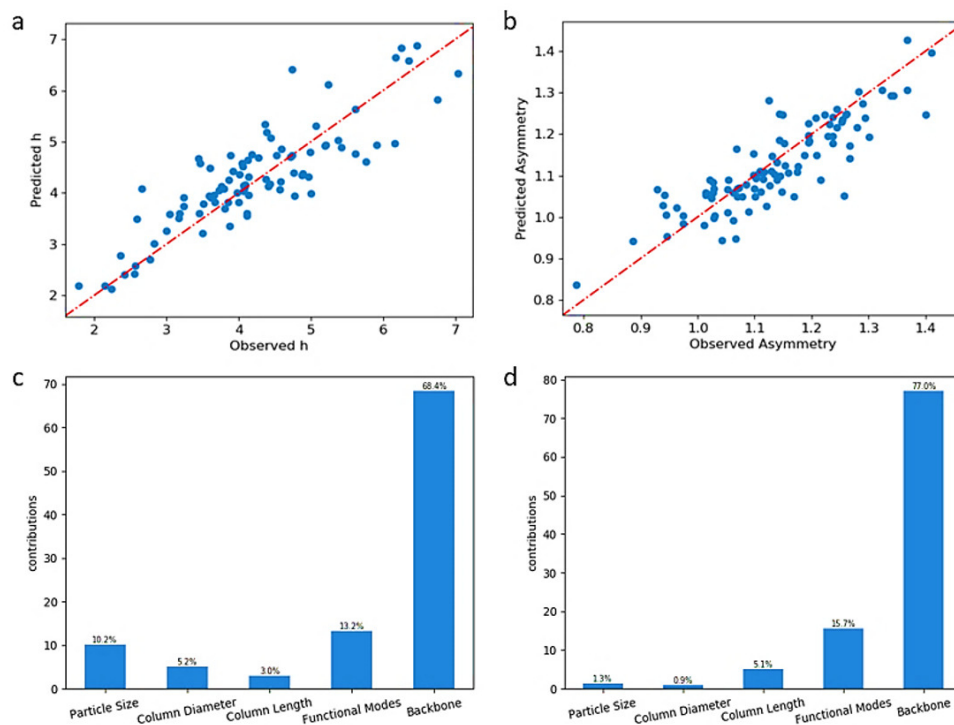 a
b
7
6
5
4
3
2
Predicted h
2
3
4
5
6
7
Observed h
1.4
1.3
1.2
1.1
1.0
0.9
0.8
Predicted Asymmetry
0.8
0.9
1.0
1.1
1.2
1.3
1.4
Observed Asymmetry
c
d
70
60
50
40
30
20
10
0
contributions
10.2%
5.2%
3.0%
13.2%
68.4%
Particle Size
Column Diameter
Column Length
Functional Modes
Backbone
80
70
60
50
40
30
20
10
0
contributions
1.3%
0.9%
5.1%
15.7%
77.0%
Particle Size
Column Diameter
Column Length
Functional Modes
Backbone